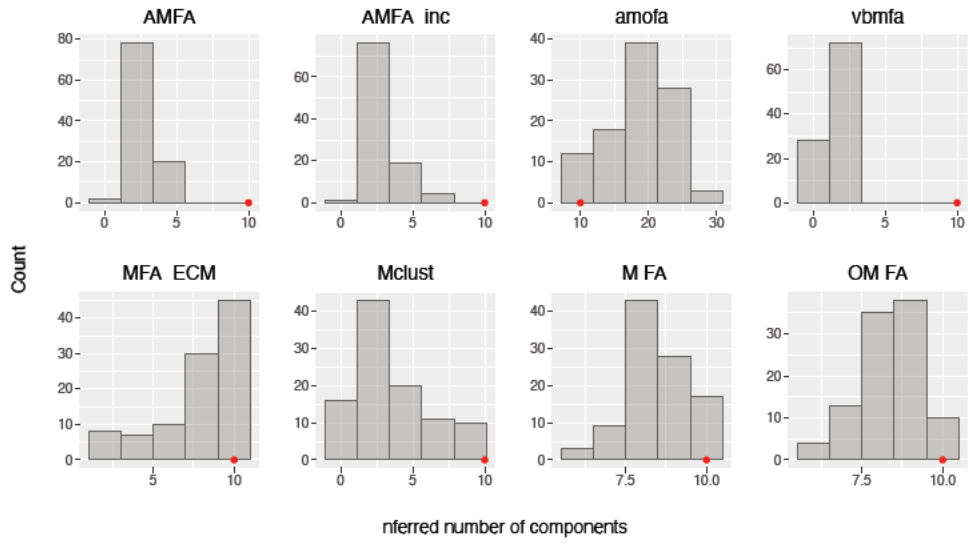 AMFA AMFA inc amofa vbmfa
80 60 40 20 0
60 40 20 0
40 30 20 10 0
60 40 20 0
0 5 10 0 5 10 10 20 30 0 5 10
Count
MFA ECM Mclust M FA OM FA
40 30 20 10 0
40 30 20 10 0
40 30 20 10 0
30 20 10 0
5 10 0 5 10 7.5 10.0 7.5 10.0
nferred number of components